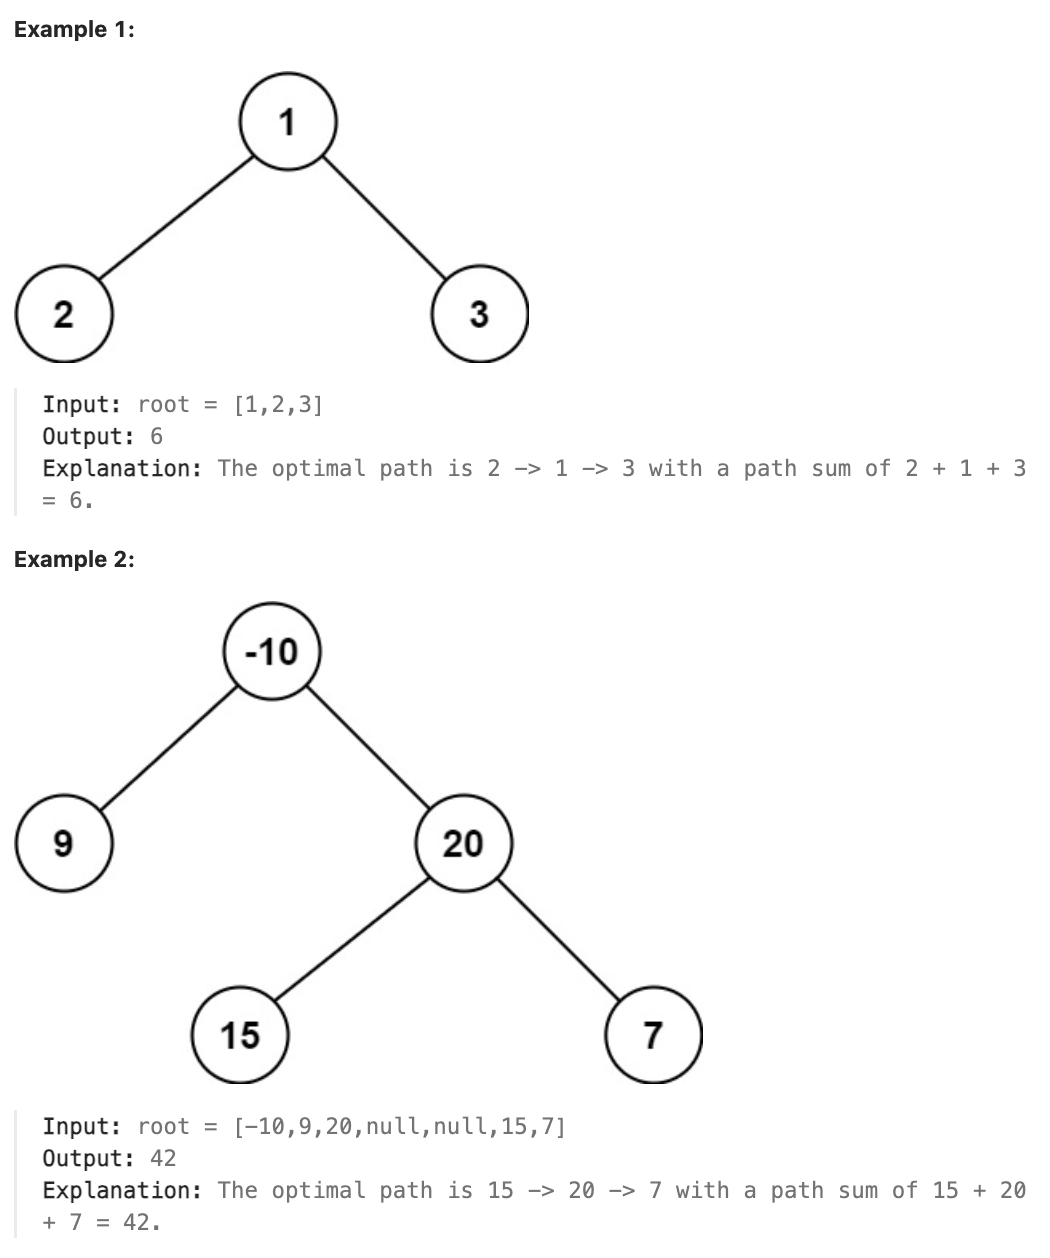 Example 1:
1
2
3
Input: root = [1,2,3]
Output: 6
Explanation: The optimal path is 2 -> 1 -> 3 with a path sum of 2 + 1 + 3
= 6.
Example 2:
-10
9
20
15
7
Input: root = [-10,9,20,null,null,15,7]
Output: 42
Explanation: The optimal path is 15 -> 20 -> 7 with a path sum of 15 + 20
+ 7 = 42.